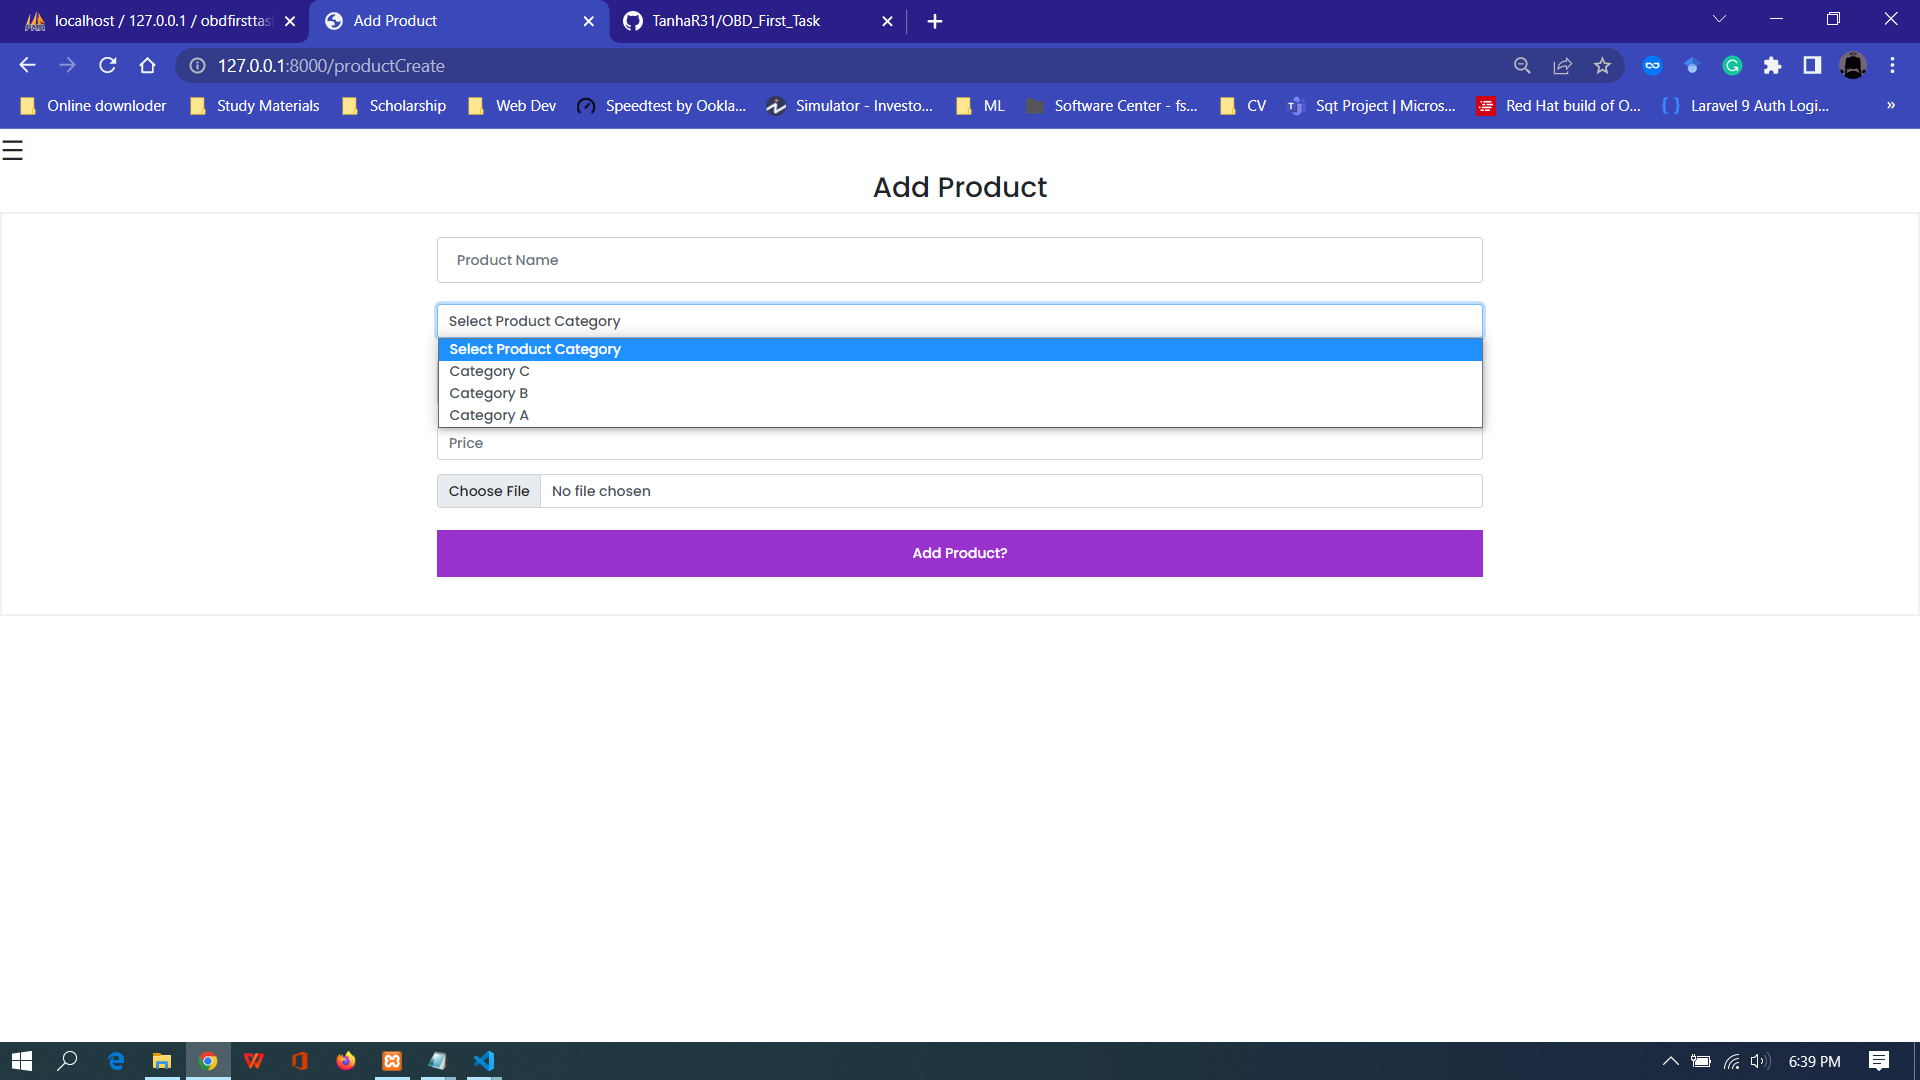 localhost / 127.0.0.1 / obdfirsttas
Add Product
TanhaR31/OBD_First_Task
127.0.0.1:8000/productCreate
Online downloder
Study Materials
Scholarship
Web Dev
Speedtest by Ookla...
Simulator - Investo...
ML
Software Center - fs...
CV
Sqt Project | Micros...
Red Hat build of O...
Laravel 9 Auth Logi...
»
Add Product
Product Name
Select Product Category
Select Product Category
Category C
Category B
Category A
Price
Choose File No file chosen
Add Product?
6:39 PM